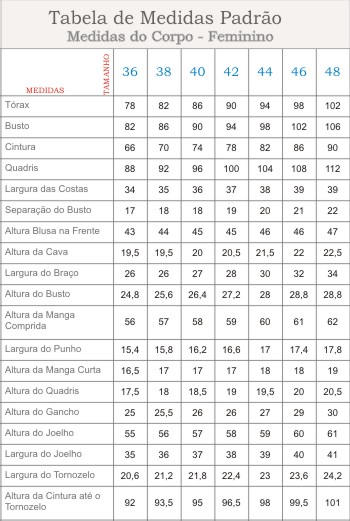 Tabela de Medidas Padrão
Medidas do Corpo - Feminino
MEDIDAS TAMANHO 36 38 40 42 44 46 48
Tórax 78 82 86 90 94 98 102
Busto 82 86 90 94 98 102 106
Cintura 66 70 74 78 82 86 90
Quadris 88 92 96 100 104 108 112
Largura das Costas 34 35 36 37 38 39 39
Separação do Busto 17 18 18 19 20 21 22
Altura Blusa na Frente 43 44 45 45 46 46 47
Altura da Cava 19,5 19,5 20 20,5 21,5 22 22,5
Largura do Braço 26 26 27 28 30 32 34
Altura do Busto 24,8 25,6 26,4 27,2 28 28,8 28,8
Altura da Manga
Comprida 56 57 58 59 60 61 62
Largura do Punho 15,4 15,8 16,2 16,6 17 17,4 17,8
Altura da Manga Curta 16,5 17 17 17 18 18 19
Altura do Quadris 17,5 18 18,5 19 19,5 20 20,5
Altura do Gancho 25 25,5 26 26 27 29 30
Altura do Joelho 55 56 57 58 59 60 61
Largura do Joelho 35 36 37 38 39 40 41
Largura do Tornozelo 20,6 21,2 21,8 22,4 23 23,6 24,2
Altura da Cintura até o
Tornozelo 92 93,5 95 96,5 98 99,5 101